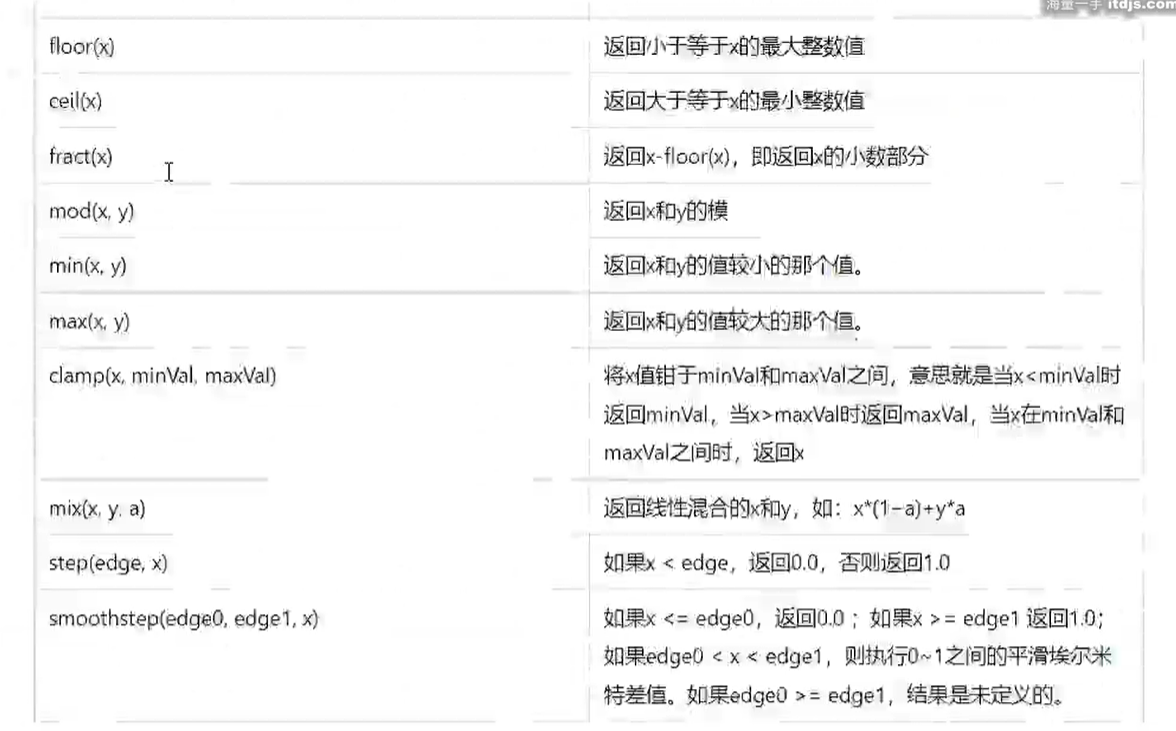 海量一手 itdjs.com
floor(x) 返回小于等于x的最大整数值
ceil(x) 返回大于等于x的最小整数值
fract(x) 返回x-floor(x)，即返回x的小数部分
mod(x, y) 返回x和y的模
min(x, y) 返回x和y的值较小的那个值。
max(x, y) 返回x和y的值较大的那个值。
clamp(x, minVal, maxVal) 将x值钳于minVal和maxVal之间，意思就是当x<minVal时
返回minVal，当x>maxVal时返回maxVal，当x在minVal和
maxVal之间时，返回x
mix(x, y, a) 返回线性混合的x和y，如：x*(1−a)+y*a
step(edge, x) 如果x < edge，返回0.0，否则返回1.0
smoothstep(edge0, edge1, x) 如果x <= edge0，返回0.0 ；如果x >= edge1 返回1.0；
如果edge0 < x < edge1，则执行0~1之间的平滑埃尔米
特差值。如果edge0 >= edge1，结果是未定义的。